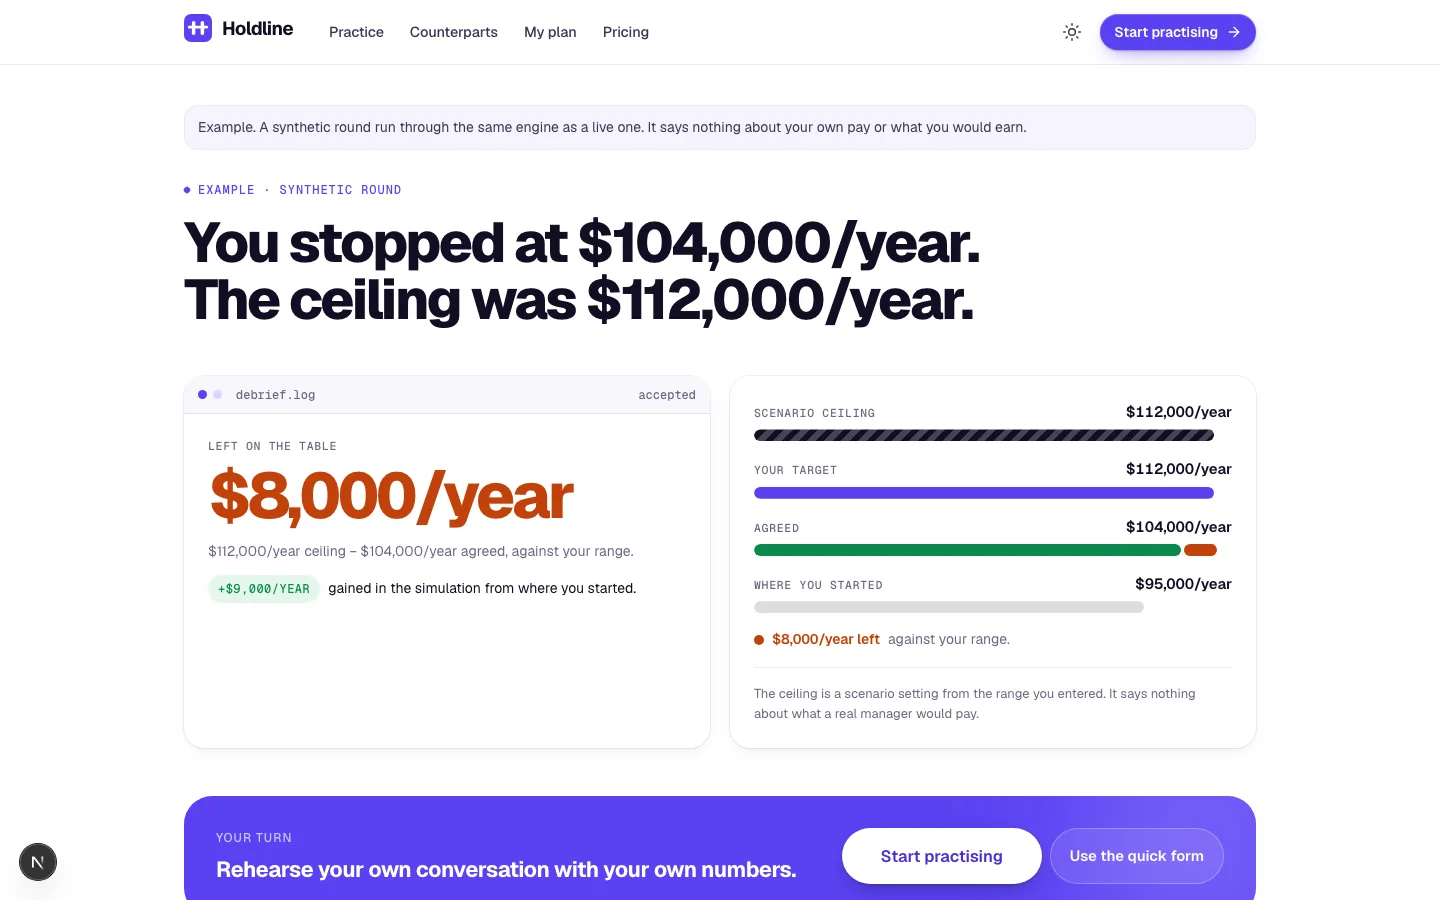 Holdline
Practice
Counterparts
My plan
Pricing
Start practising →
Example. A synthetic round run through the same engine as a live one. It says nothing about your own pay or what you would earn.
EXAMPLE · SYNTHETIC ROUND
You stopped at $104,000/year.
The ceiling was $112,000/year.
debrief.log
accepted
LEFT ON THE TABLE
$8,000/year
$112,000/year ceiling – $104,000/year agreed, against your range.
+$9,000/YEAR gained in the simulation from where you started.
SCENARIO CEILING $112,000/year
YOUR TARGET $112,000/year
AGREED $104,000/year
WHERE YOU STARTED $95,000/year
$8,000/year left against your range.
The ceiling is a scenario setting from the range you entered. It says nothing
about what a real manager would pay.
YOUR TURN
Rehearse your own conversation with your own numbers.
Start practising
Use the quick form
N